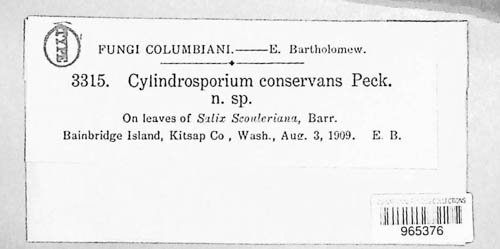 TYPE
FUNGI COLUMBIANI.——E. Bartholomew.
3315. Cylindrosporium conservans Peck.
n. sp.
On leaves of Salix Scouleriana, Barr.
Bainbridge Island, Kitsap Co , Wash., Aug. 3, 1909. E. B.
COLLECTIONS
965376